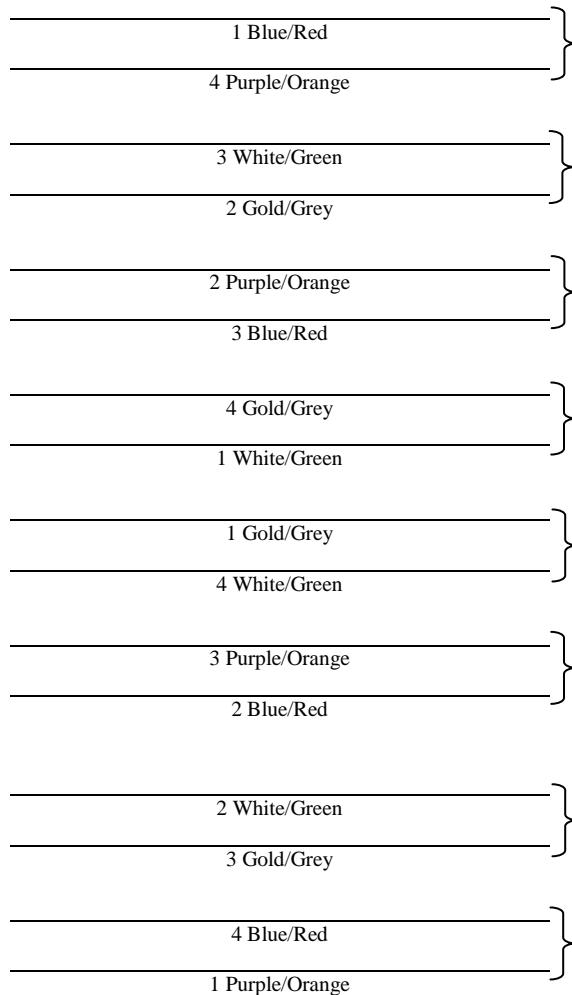 1 Blue/Red
4 Purple/Orange
3 White/Green
2 Gold/Grey
2 Purple/Orange
3 Blue/Red
4 Gold/Grey
1 White/Green
1 Gold/Grey
4 White/Green
3 Purple/Orange
2 Blue/Red
2 White/Green
3 Gold/Grey
4 Blue/Red
1 Purple/Orange